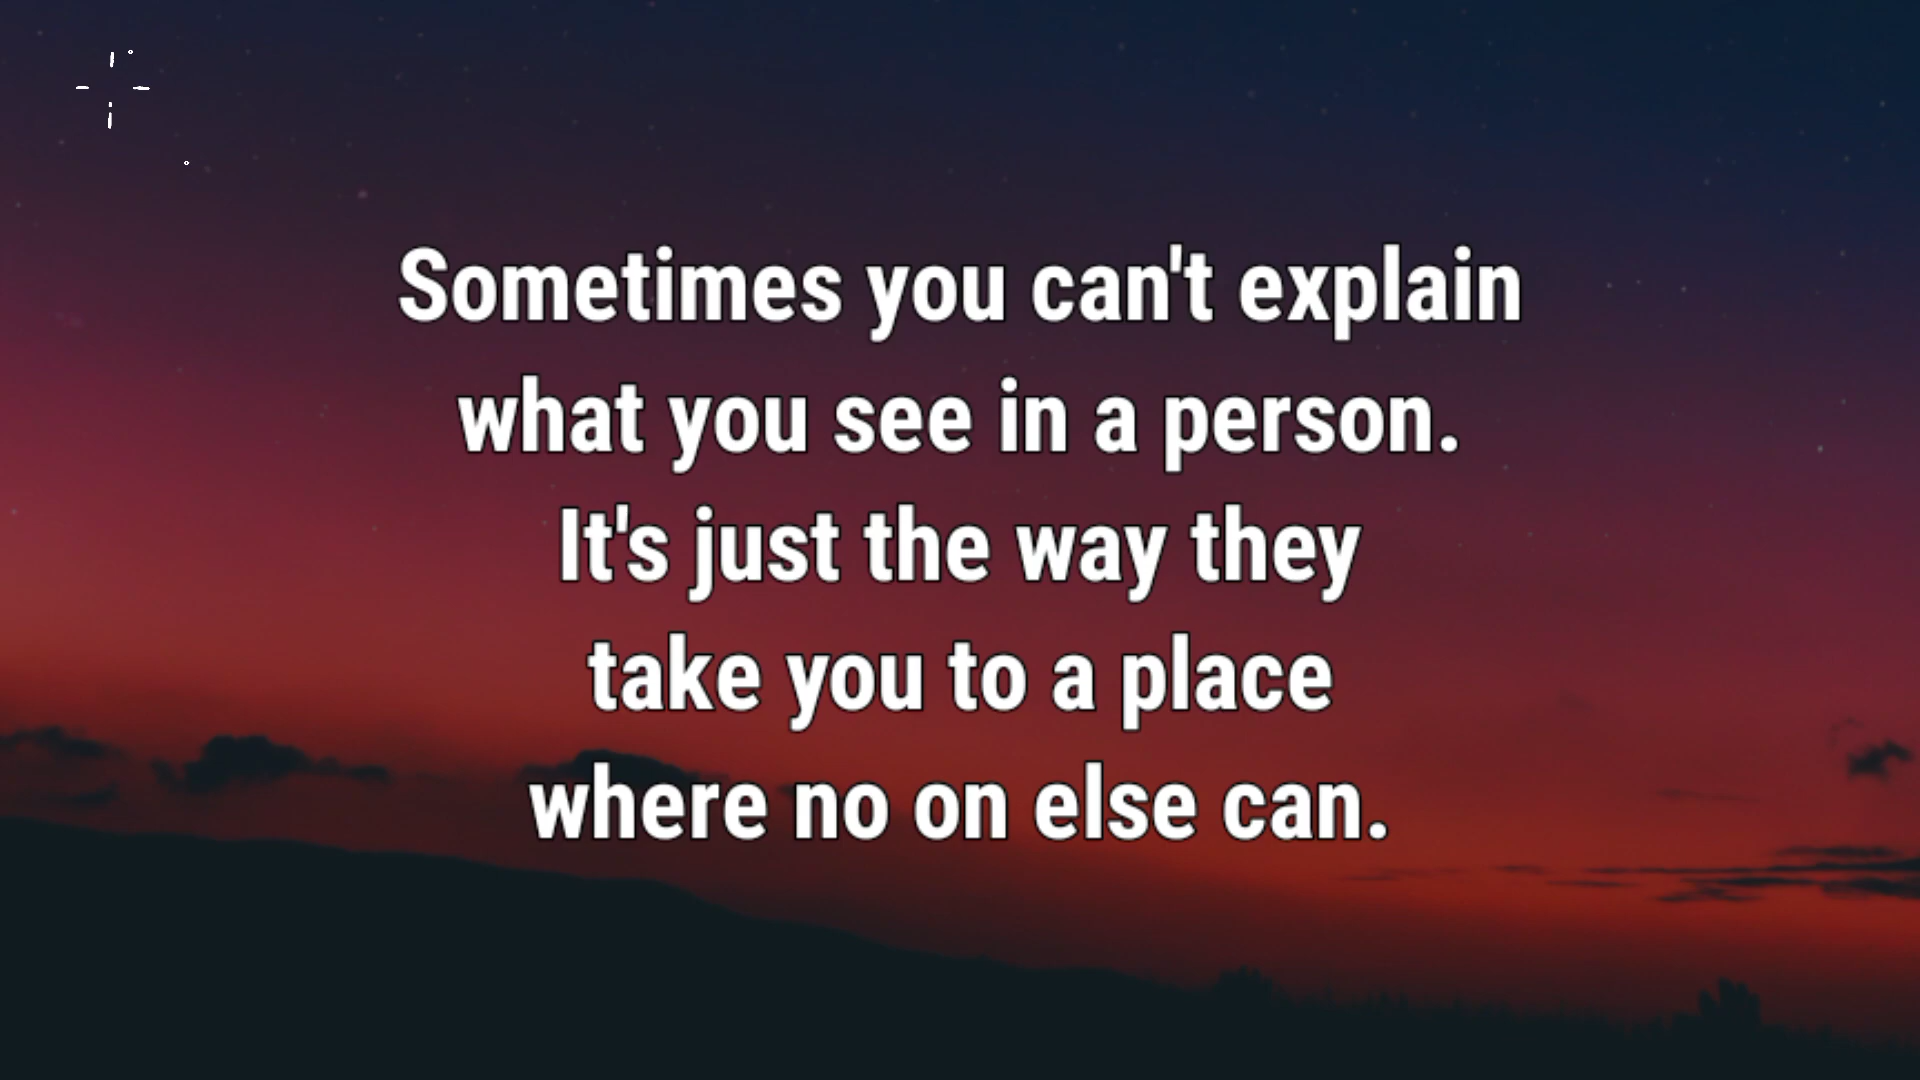 Sometimes you can't explain
what you see in a person.
It's just the way they
take you to a place
where no on else can.